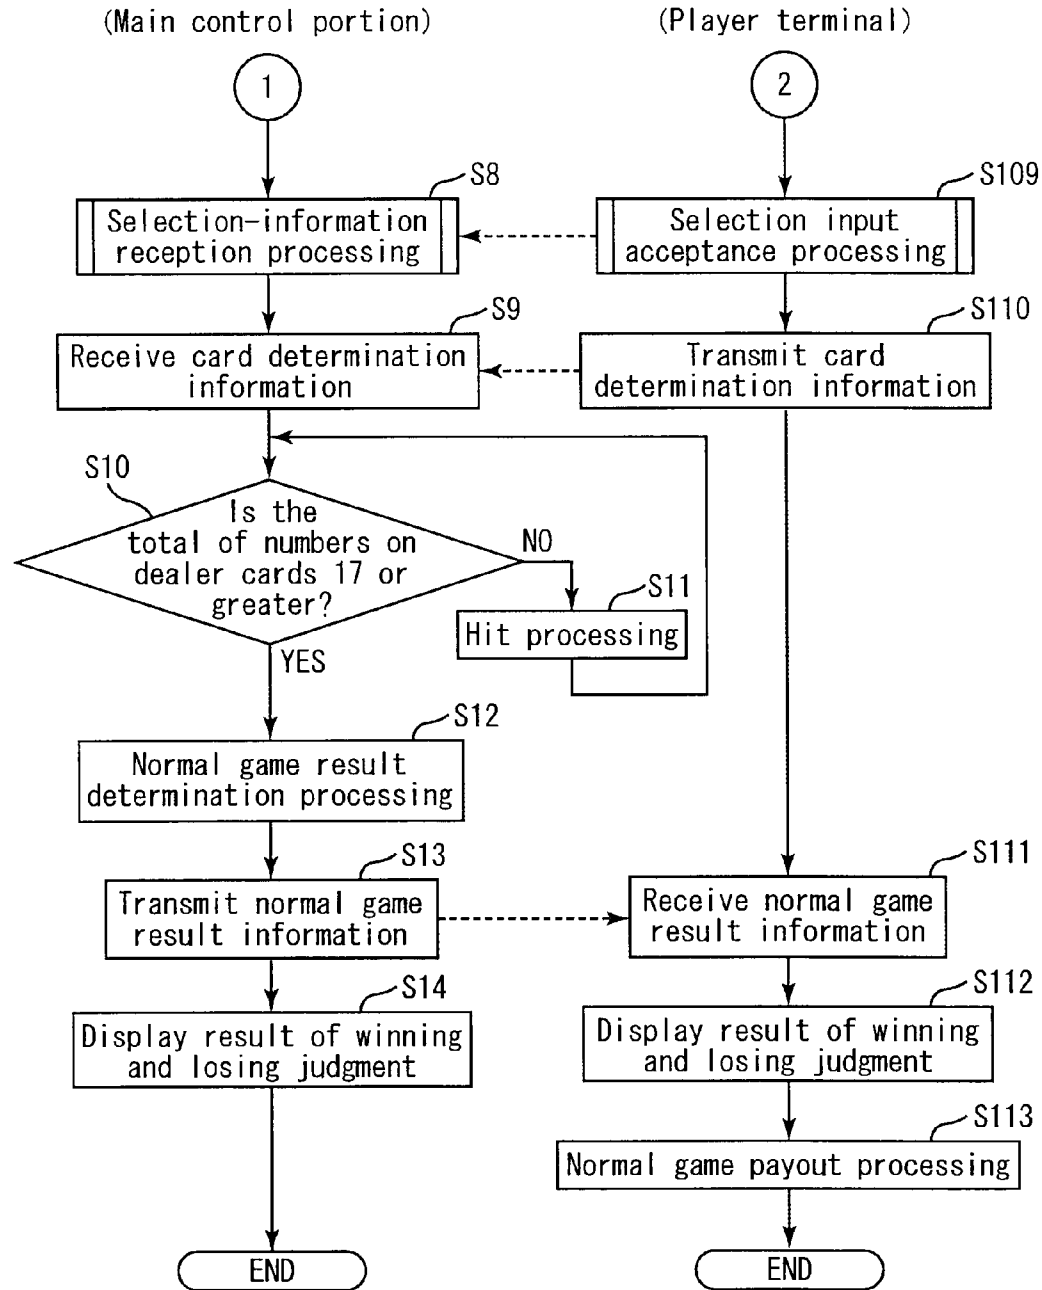 (Main control portion)
(Player terminal)
1
2
S8
Selection-information
reception processing
S109
Selection input
acceptance processing
S9
Receive card determination
information
S110
Transmit card
determination information
S10
Is the
total of numbers on
dealer cards 17 or
greater?
NO
S11
Hit processing
YES
S12
Normal game result
determination processing
S13
Transmit normal game
result information
S111
Receive normal game
result information
S14
Display result of winning
and losing judgment
S112
Display result of winning
and losing judgment
S113
Normal game payout processing
END
END